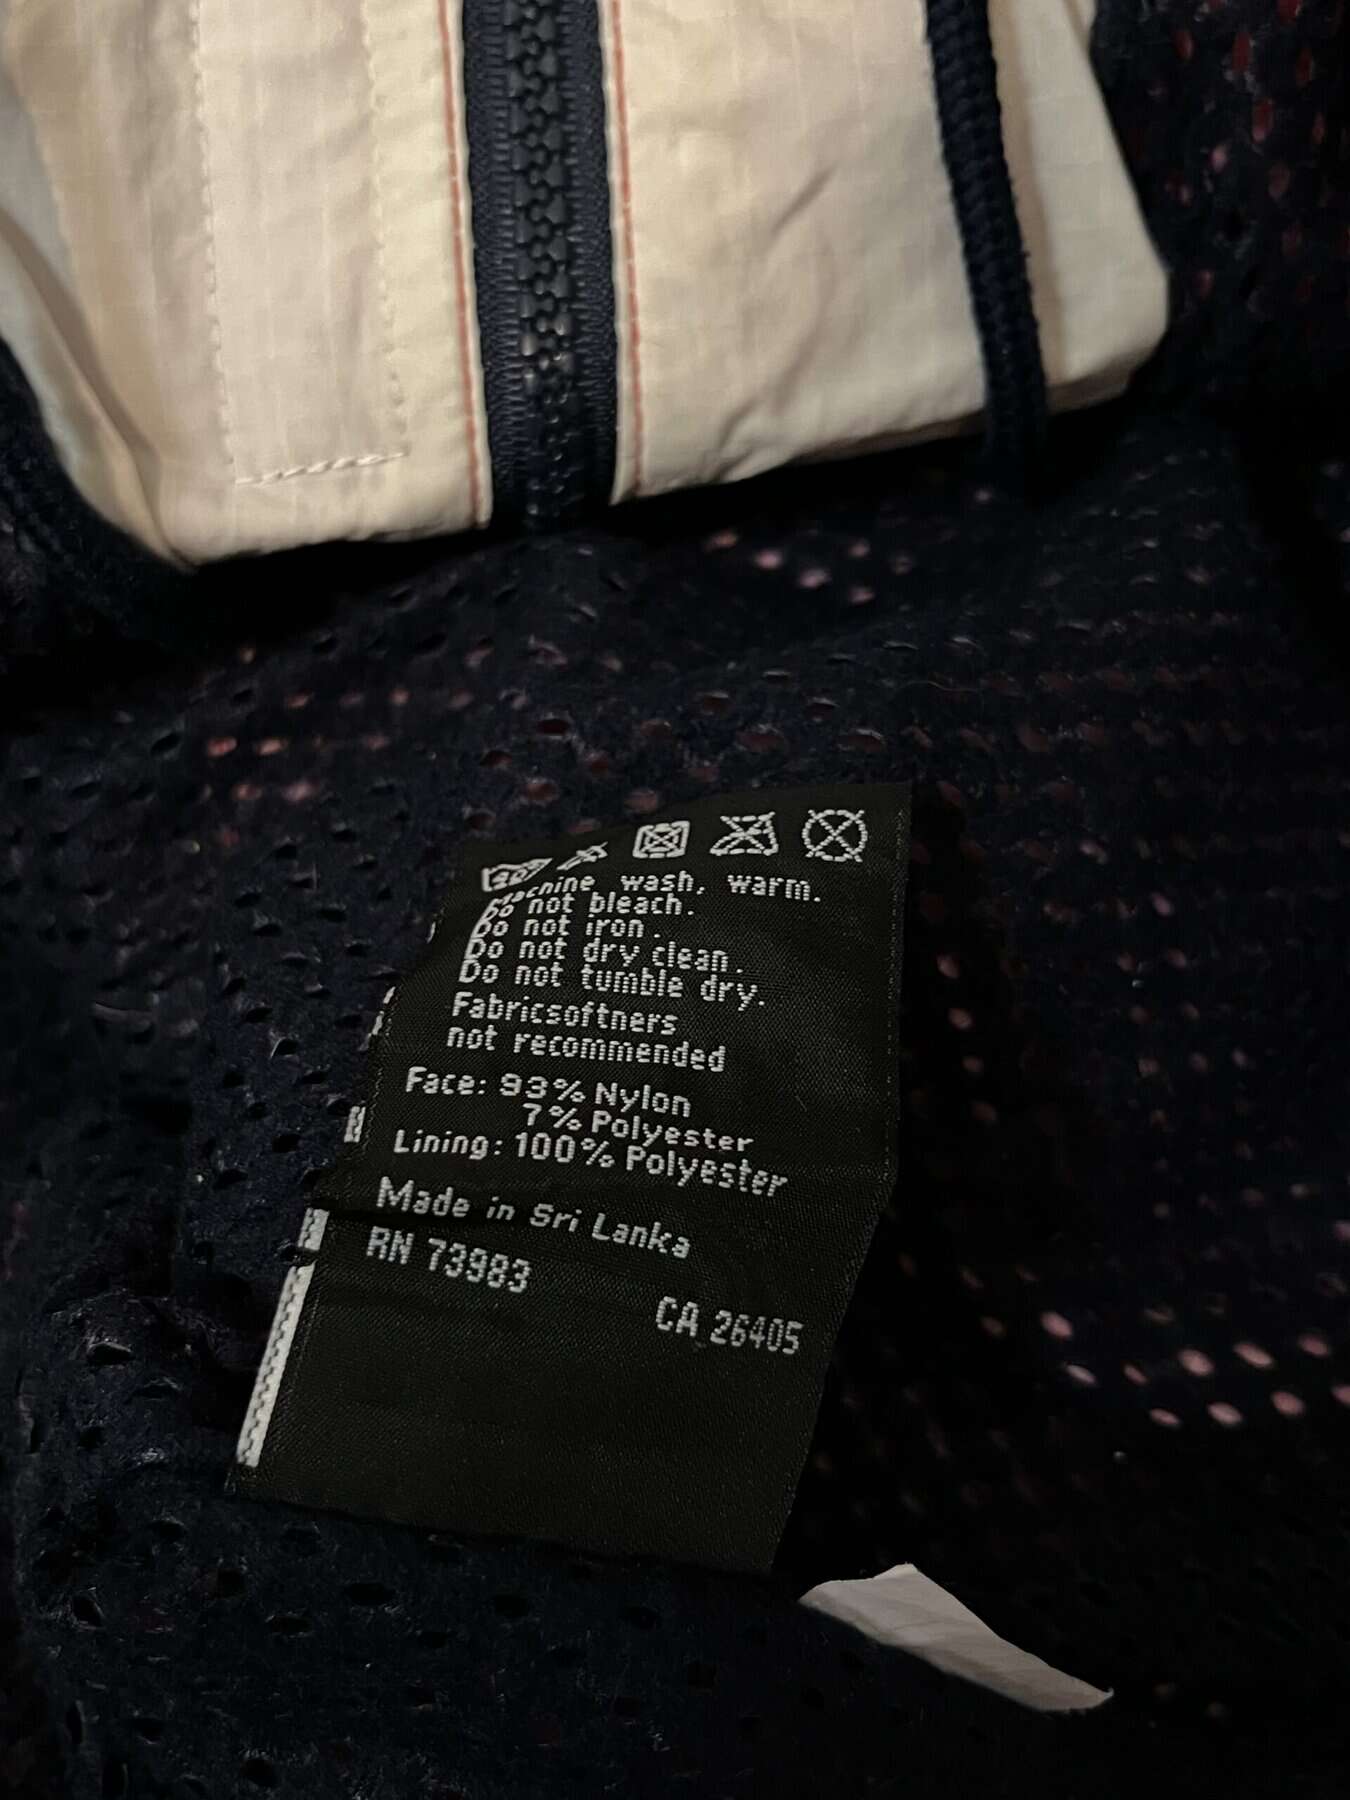 Machine wash, warm.
Do not bleach.
Do not iron.
Do not dry clean.
Do not tumble dry.
Fabricsoftners
not recommended
Face: 93% Nylon
7% Polyester
Lining: 100% Polyester
Made in Sri Lanka
RN 73983
CA 26405